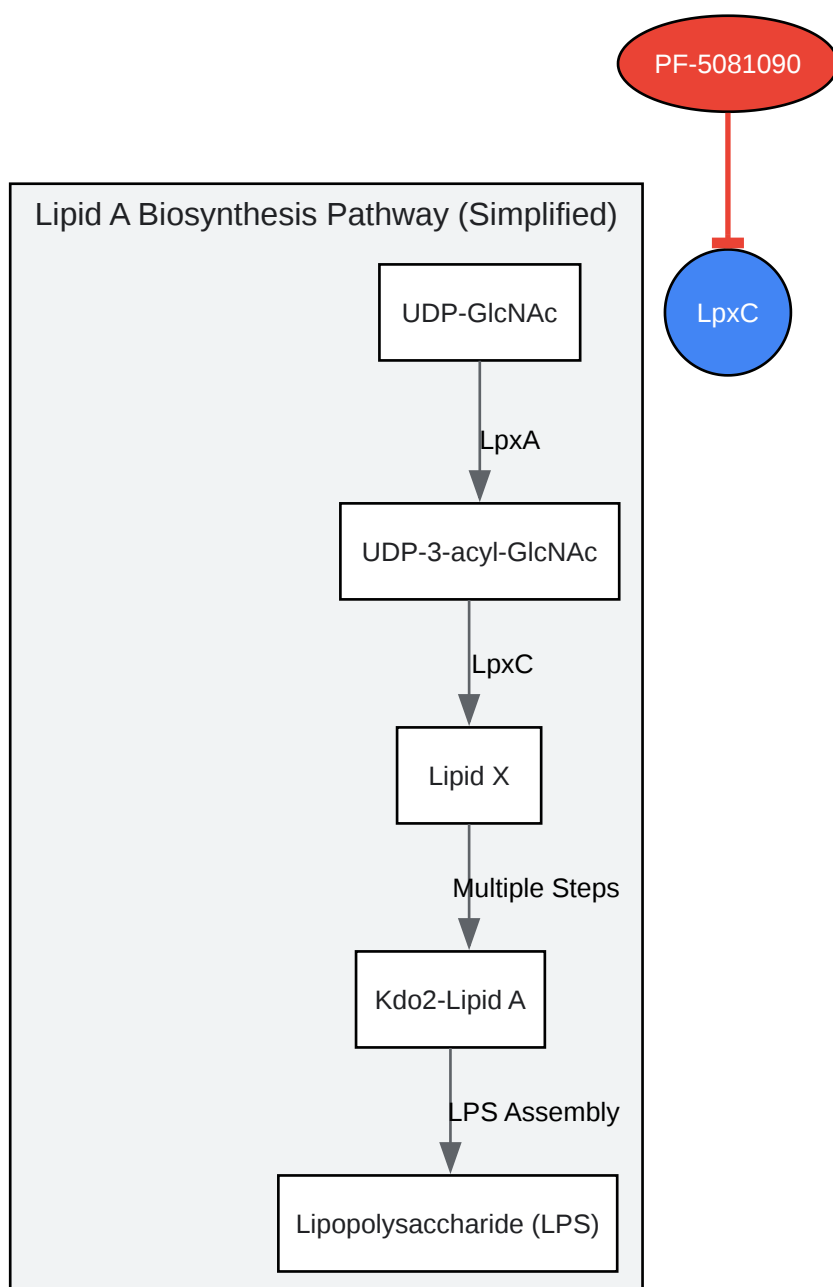 PF-5081090
Lipid A Biosynthesis Pathway (Simplified)
UDP-GlcNAc
LpxC
LpxA
UDP-3-acyl-GlcNAc
LpxC
Lipid X
Multiple Steps
Kdo2-Lipid A
LPS Assembly
Lipopolysaccharide (LPS)